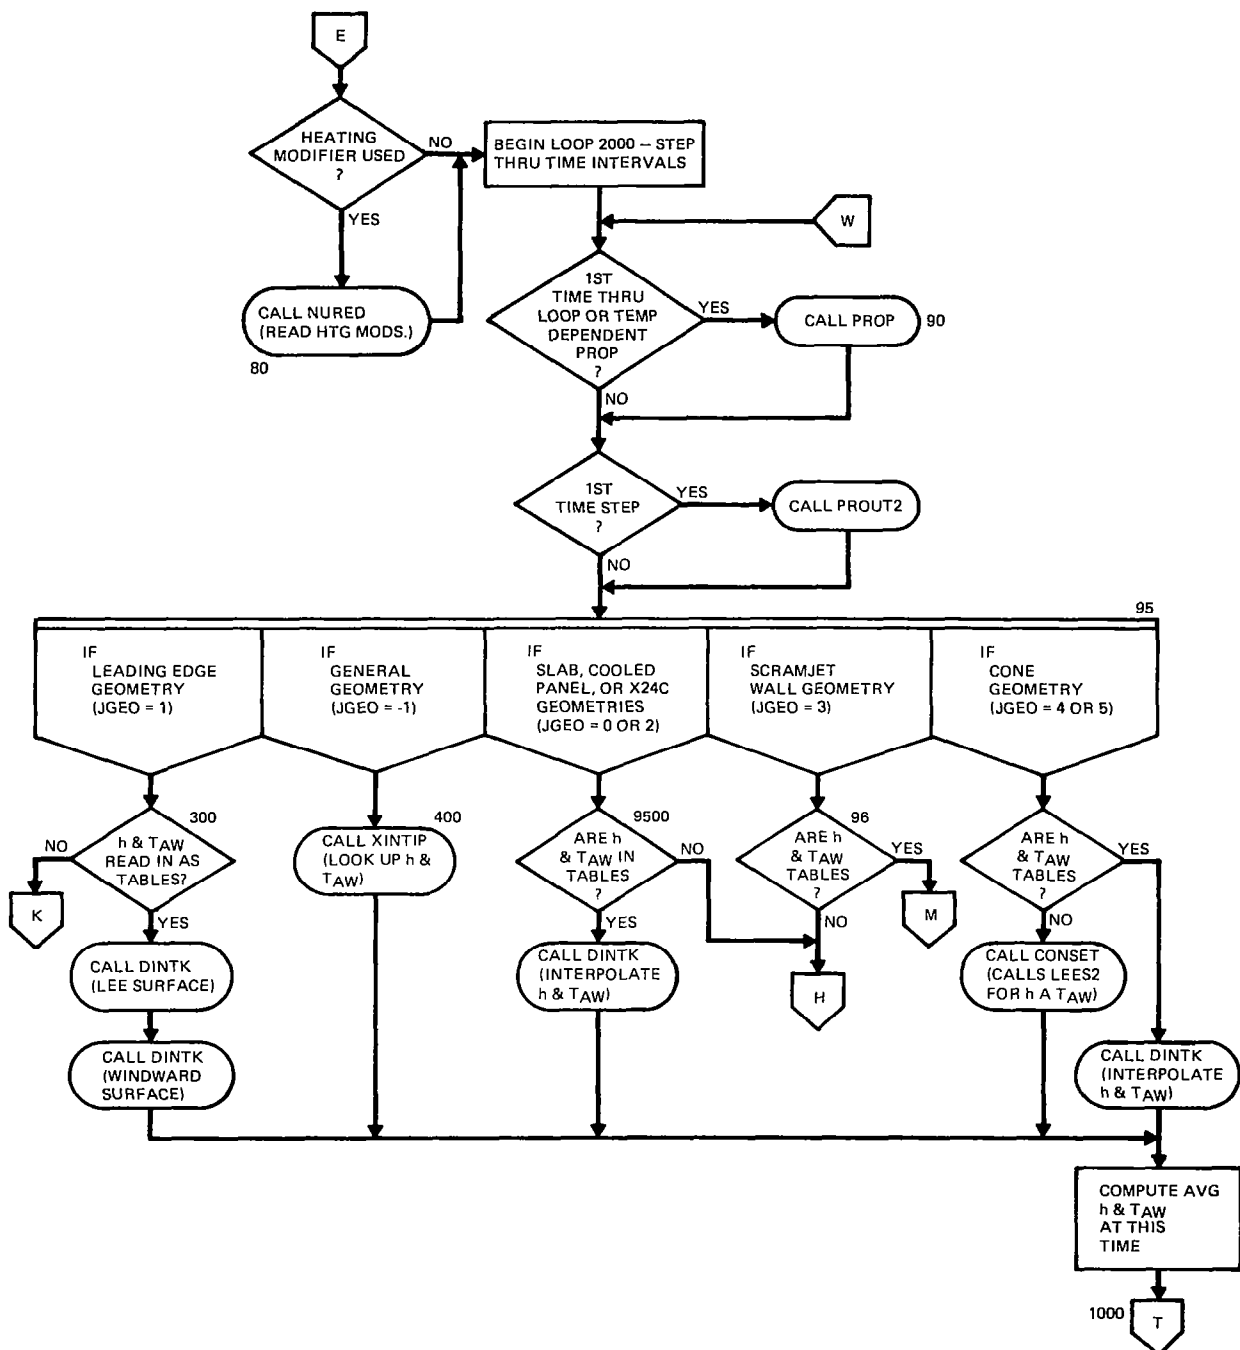 E
HEATING
MODIFIER USED
?
NO
YES
BEGIN LOOP 2000 – STEP
THRU TIME INTERVALS
W
CALL NURED
(READ HTG MODS.)
80
1ST
TIME THRU
LOOP OR TEMP
DEPENDENT
PROP
?
YES
NO
CALL PROP
90
1ST
TIME STEP
?
YES
NO
CALL PROUT2
95
IF
LEADING EDGE
GEOMETRY
(JGEO = 1)
IF
GENERAL
GEOMETRY
(JGEO = -1)
IF
SLAB, COOLED
PANEL, OR X24C
GEOMETRIES
(JGEO = 0 OR 2)
IF
SCRAMJET
WALL GEOMETRY
(JGEO = 3)
IF
CONE
GEOMETRY
(JGEO = 4 OR 5)
300
h & TAW
READ IN AS
TABLES?
NO
K
YES
CALL DINTK
(LEE SURFACE)
CALL DINTK
(WINDWARD
SURFACE)
400
CALL XINTIP
(LOOK UP h &
TAW)
9500
ARE h
& TAW IN
TABLES
?
NO
YES
CALL DINTK
(INTERPOLATE
h & TAW)
96
ARE h
& TAW
TABLES
?
YES
M
NO
H
ARE h
& TAW
TABLES
?
YES
NO
CALL CONSET
(CALLS LEES2
FOR h A TAW)
CALL DINTK
(INTERPOLATE
h & TAW)
COMPUTE AVG
h & TAW
AT THIS
TIME
1000
T